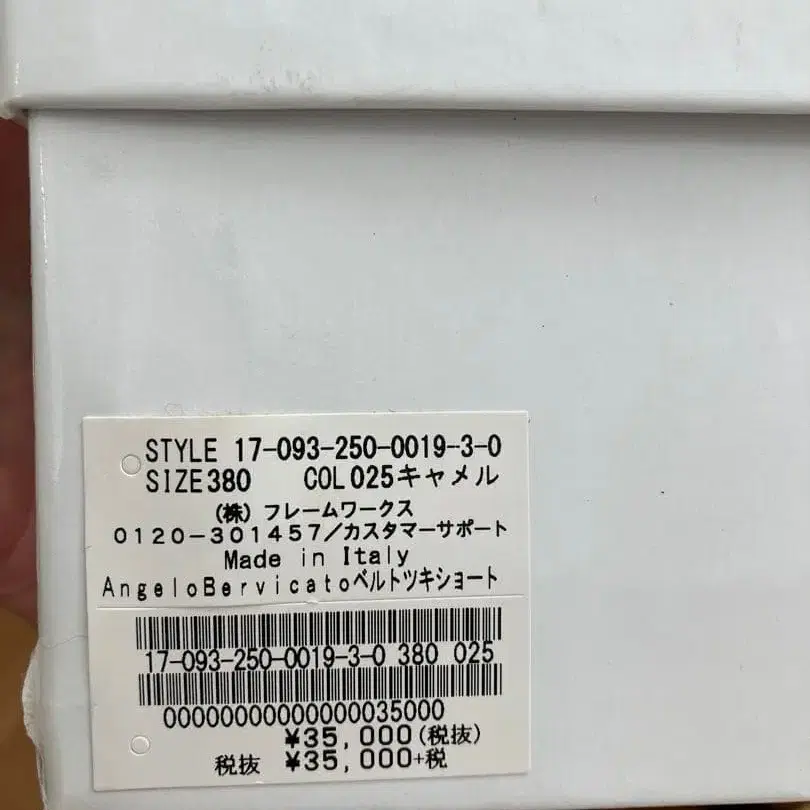 STYLE 17-093-250-0019-3-0
SIZE380 COL025キャメル
(株)フレームワークス
0120-301457/カスタマーサポート
Made in Italy
AngeloBervicatoベルトツキショート
17-093-250-0019-3-0 380 025
000000000000000035000
¥35,000(税抜)
税抜 ¥35,000+税